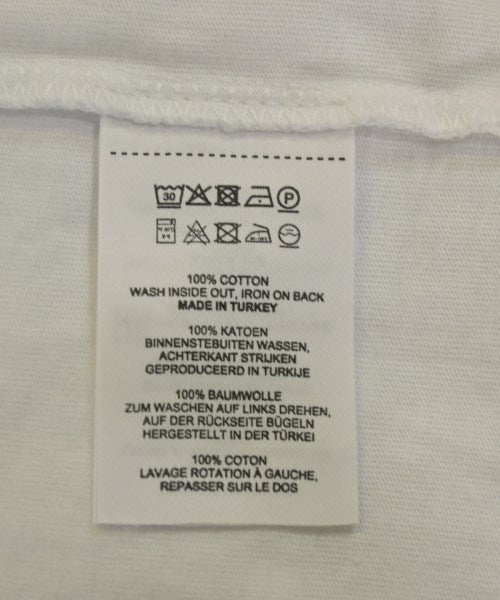 30
P
100% COTTON
WASH INSIDE OUT, IRON ON BACK
MADE IN TURKEY
100% KATOEN
BINNENSTEBUITEN WASSEN,
ACHTERKANT STRIJKEN
GEPRODUCEERD IN TURKIJE
100% BAUMWOLLE
ZUM WASCHEN AUF LINKS DREHEN,
AUF DER RÜCKSEITE BÜGELN
HERGESTELLT IN DER TÜRKEI
100% COTON
LAVAGE ROTATION À GAUCHE,
REPASSER SUR LE DOS